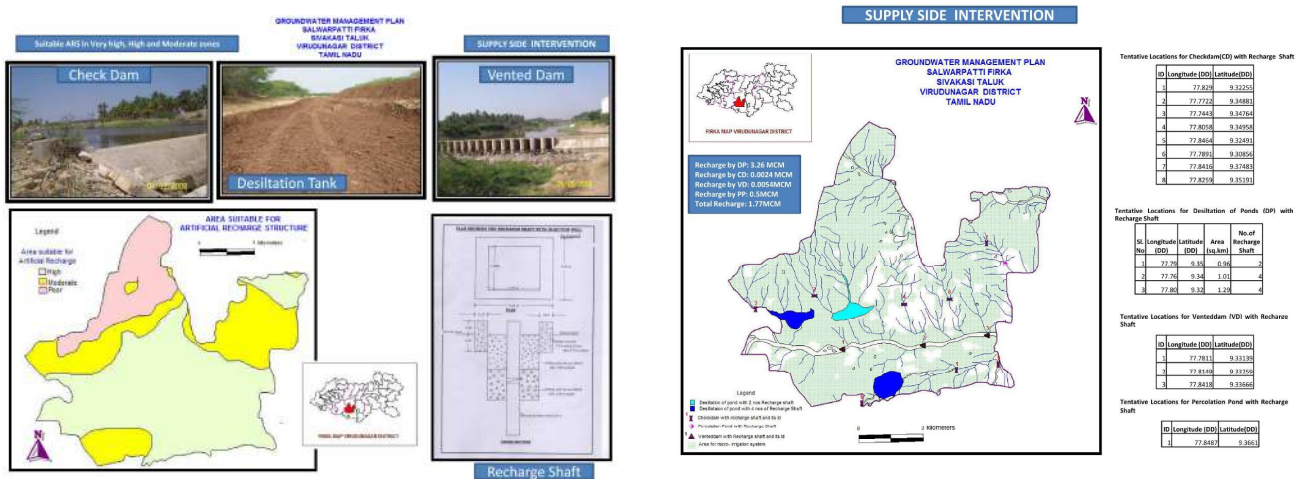 GROUNDWATER MANAGEMENT PLAN
SALWARPATTI FIRKA
SIVAKASI TALUK
VIRUDUNAGAR DISTRICT
TAMIL NADU
Suitable ARS in Very high, High and Moderate zones
SUPPLY SIDE INTERVENTION
Check Dam
Desiltation Tank
Vented Dam
AREA SUITABLE FOR
ARTIFICIAL RECHARGE STRUCTURE
Kilometers
Legend
Area suitable for
Artificial Recharge
High
Moderate
Poor
N
FIRKA MAP VIRUDUNAGAR DISTRICT
PLAN
Recharge Shaft
SUPPLY SIDE INTERVENTION
GROUNDWATER MANAGEMENT PLAN
SALWARPATTI FIRKA
SIVAKASI TALUK
VIRUDUNAGAR DISTRICT
TAMIL NADU
FIRKA MAP VIRUDUNAGAR DISTRICT
N
Recharge by DP: 3.26 MCM
Recharge by CD: 0.0024 MCM
Recharge by VD: 0.0054MCM
Recharge by PP: 0.5MCM
Total Recharge: 1.77MCM
Legend
Desiltation of pond with 2 nos Recharge shaft
Desiltataion of pond with 4 nos of Recharge Shaft
Checkdam with recharge shaft and its id
Percolation Pond with Recharge Shaft
Venteddam with Recharge shaft and its id
Area for micro- irrigation system
Kilometers
Tentative Locations for Checkdam(CD) with Recharge Shaft
ID Longitude (DD) Latitude(DD)
1 77.829 9.32255
2 77.7722 9.34881
3 77.7443 9.34764
4 77.8058 9.34958
5 77.8464 9.32491
6 77.7891 9.30856
7 77.8416 9.37483
8 77.8259 9.35191
Tentative Locations for Desiltation of Ponds (DP) with
Recharge Shaft
Sl. No Longitude (DD) Latitude (DD) Area (sq.km) No.of Recharge Shaft
1 77.79 9.35 0.96 2
2 77.76 9.34 1.01 4
3 77.80 9.32 1.29 4
Tentative Locations for Venteddam (VD) with Recharge
Shaft
ID Longitude (DD) Latitude(DD)
1 77.7811 9.33139
2 77.8149 9.33259
3 77.8418 9.33666
Tentative Locations for Percolation Pond with Recharge
Shaft
ID Longitude (DD) Latitude(DD)
1 77.8487 9.3661